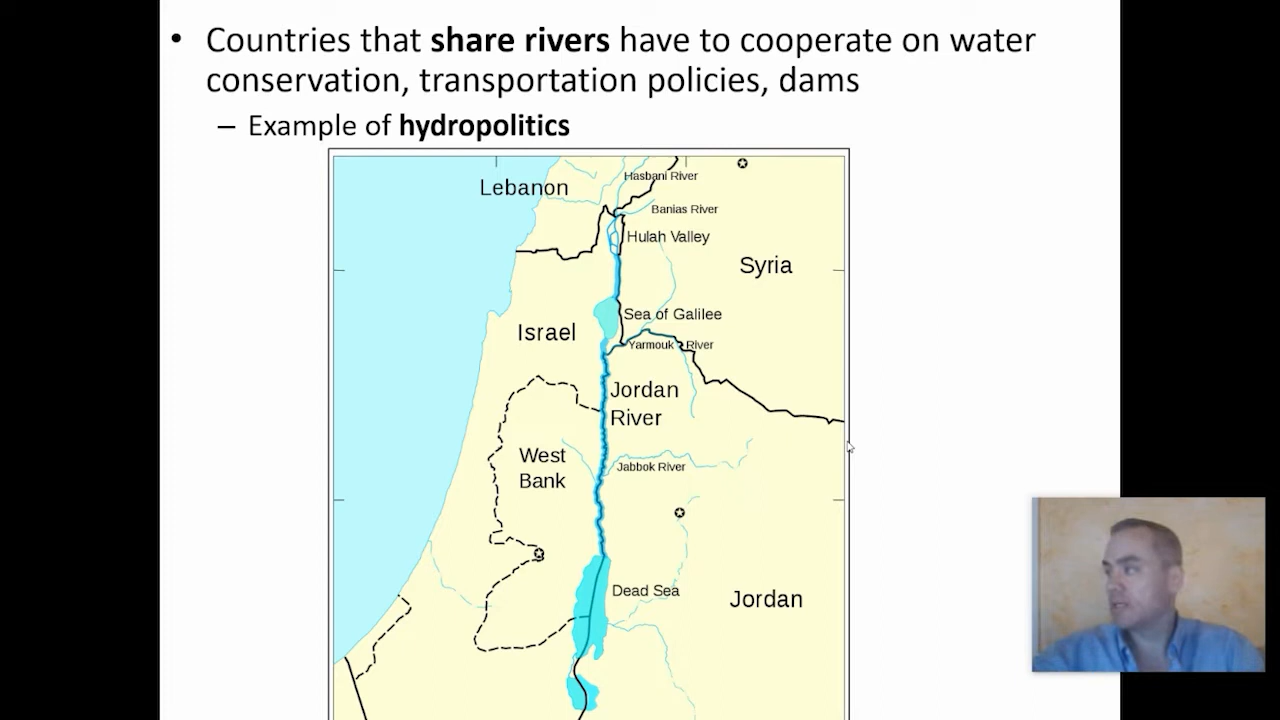 • Countries that share rivers have to cooperate on water
conservation, transportation policies, dams
– Example of hydropolitics
Hasbani River
Lebanon
Banias River
Hulah Valley
Syria
Sea of Galilee
Israel
Yarmouk River
Jordan
River
West
Bank
Jabbok River
Dead Sea
Jordan